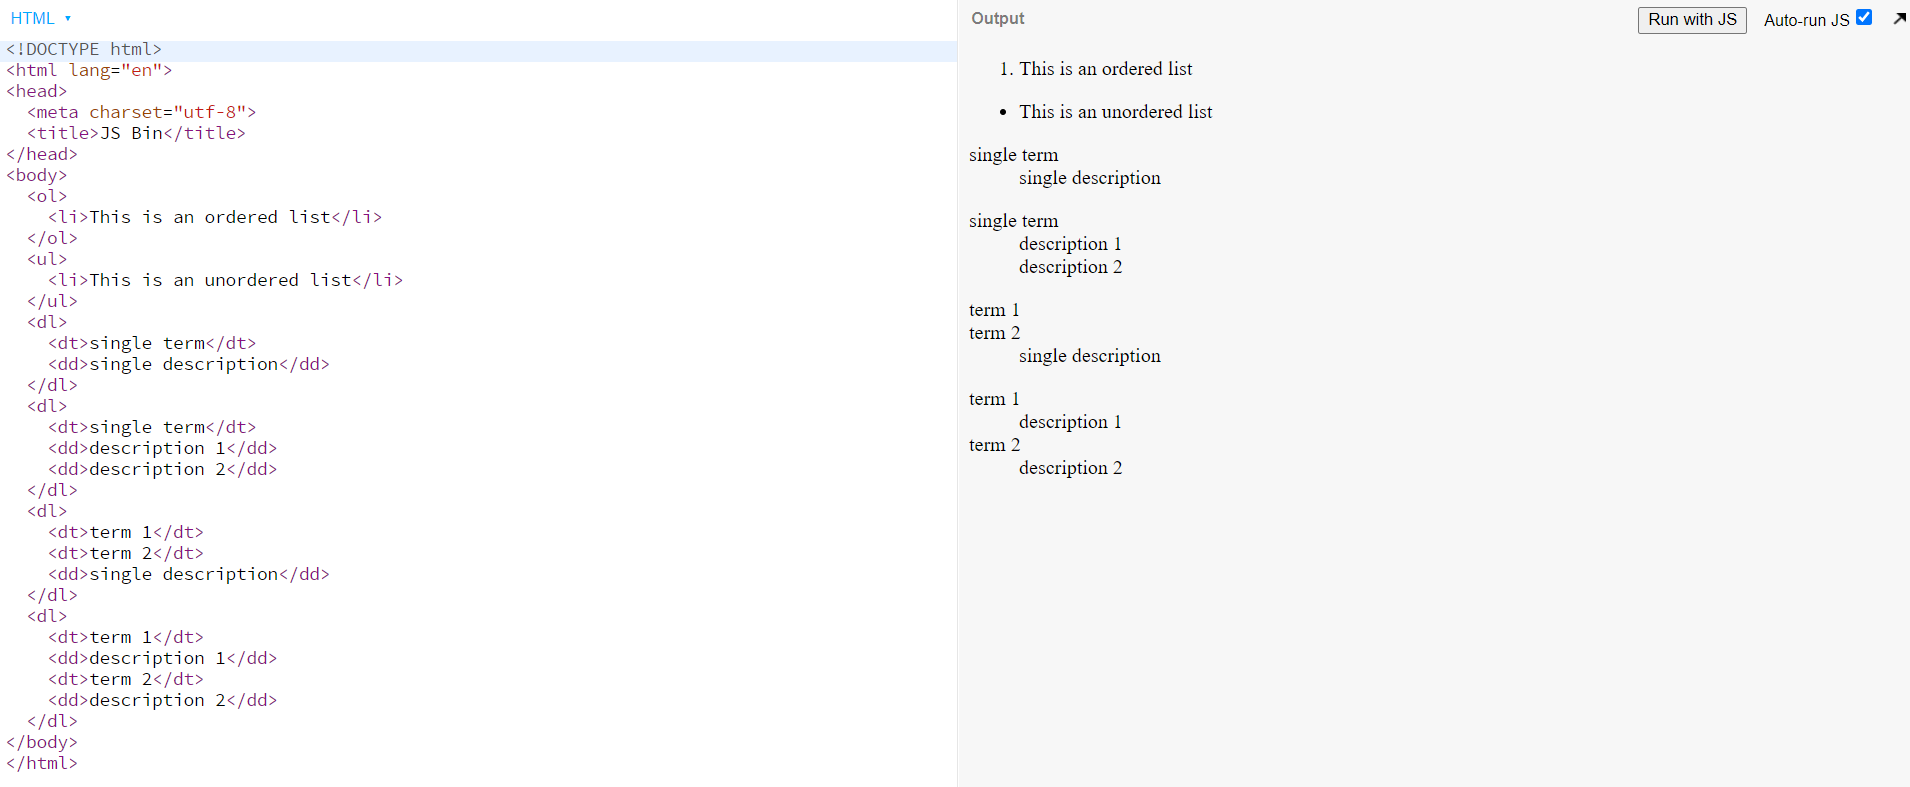 HTML ▾
<!DOCTYPE html>
<html lang="en">
<head>
  <meta charset="utf-8">
  <title>JS Bin</title>
</head>
<body>
  <ol>
    <li>This is an ordered list</li>
  </ol>
  <ul>
    <li>This is an unordered list</li>
  </ul>
  <dl>
    <dt>single term</dt>
    <dd>single description</dd>
  </dl>
  <dl>
    <dt>single term</dt>
    <dd>description 1</dd>
    <dd>description 2</dd>
  </dl>
  <dl>
    <dt>term 1</dt>
    <dt>term 2</dt>
    <dd>single description</dd>
  </dl>
  <dl>
    <dt>term 1</dt>
    <dd>description 1</dd>
    <dt>term 2</dt>
    <dd>description 2</dd>
  </dl>
</body>
</html>
Output
Run with JS
Auto-run JS
1. This is an ordered list
• This is an unordered list
single term
single description
single term
description 1
description 2
term 1
term 2
single description
term 1
description 1
term 2
description 2